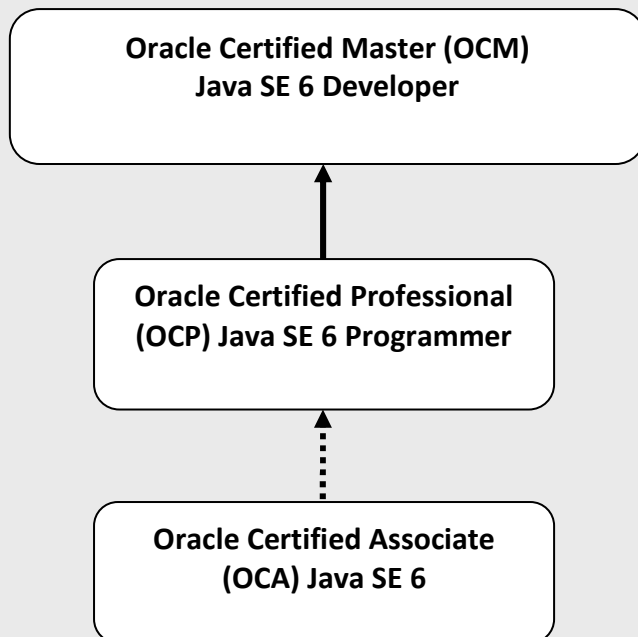 Oracle Certified Master (OCM)
Java SE 6 Developer
Oracle Certified Professional
(OCP) Java SE 6 Programmer
Oracle Certified Associate
(OCA) Java SE 6